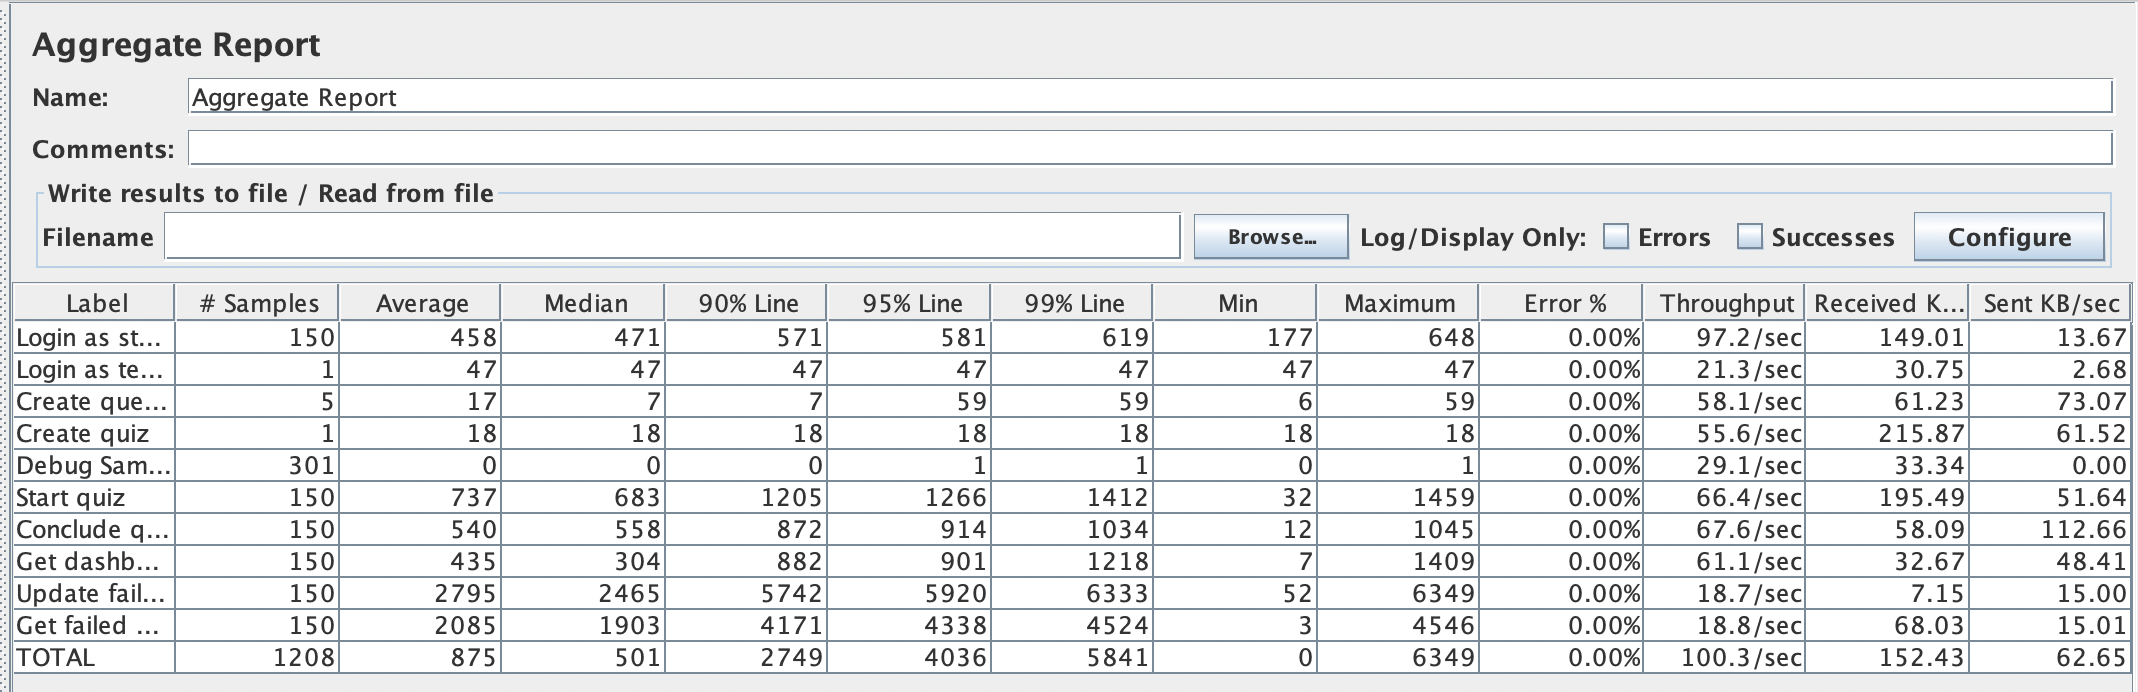 Aggregate Report
Name: Aggregate Report
Comments:
Write results to file / Read from file
Filename Browse... Log/Display Only: Errors Successes Configure
Label # Samples Average Median 90% Line 95% Line 99% Line Min Maximum Error % Throughput Received K... Sent KB/sec
Login as st... 150 458 471 571 581 619 177 648 0.00% 97.2/sec 149.01 13.67
Login as te... 1 47 47 47 47 47 47 47 0.00% 21.3/sec 30.75 2.68
Create que... 5 17 7 7 59 59 6 59 0.00% 58.1/sec 61.23 73.07
Create quiz 1 18 18 18 18 18 18 18 0.00% 55.6/sec 215.87 61.52
Debug Sam... 301 0 0 0 1 1 0 1 0.00% 29.1/sec 33.34 0.00
Start quiz 150 737 683 1205 1266 1412 32 1459 0.00% 66.4/sec 195.49 51.64
Conclude q... 150 540 558 872 914 1034 12 1045 0.00% 67.6/sec 58.09 112.66
Get dashb... 150 435 304 882 901 1218 7 1409 0.00% 61.1/sec 32.67 48.41
Update fail... 150 2795 2465 5742 5920 6333 52 6349 0.00% 18.7/sec 7.15 15.00
Get failed ... 150 2085 1903 4171 4338 4524 3 4546 0.00% 18.8/sec 68.03 15.01
TOTAL 1208 875 501 2749 4036 5841 0 6349 0.00% 100.3/sec 152.43 62.65